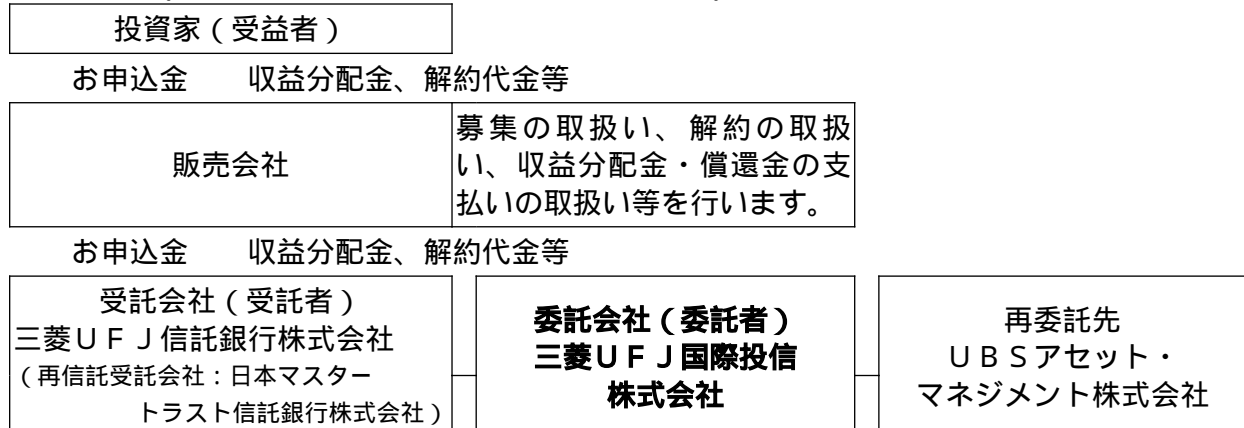 投資家（受益者）
お申込金　　収益分配金、解約代金等
販売会社
募集の取扱い、解約の取扱
い、収益分配金・償還金の支
払いの取扱い等を行います。
お申込金　　収益分配金、解約代金等
受託会社（受託者）
三菱ＵＦＪ信託銀行株式会社
（再信託受託会社：日本マスター
トラスト信託銀行株式会社）
委託会社（委託者）
三菱ＵＦＪ国際投信
株式会社
再委託先
ＵＢＳアセット・
マネジメント株式会社